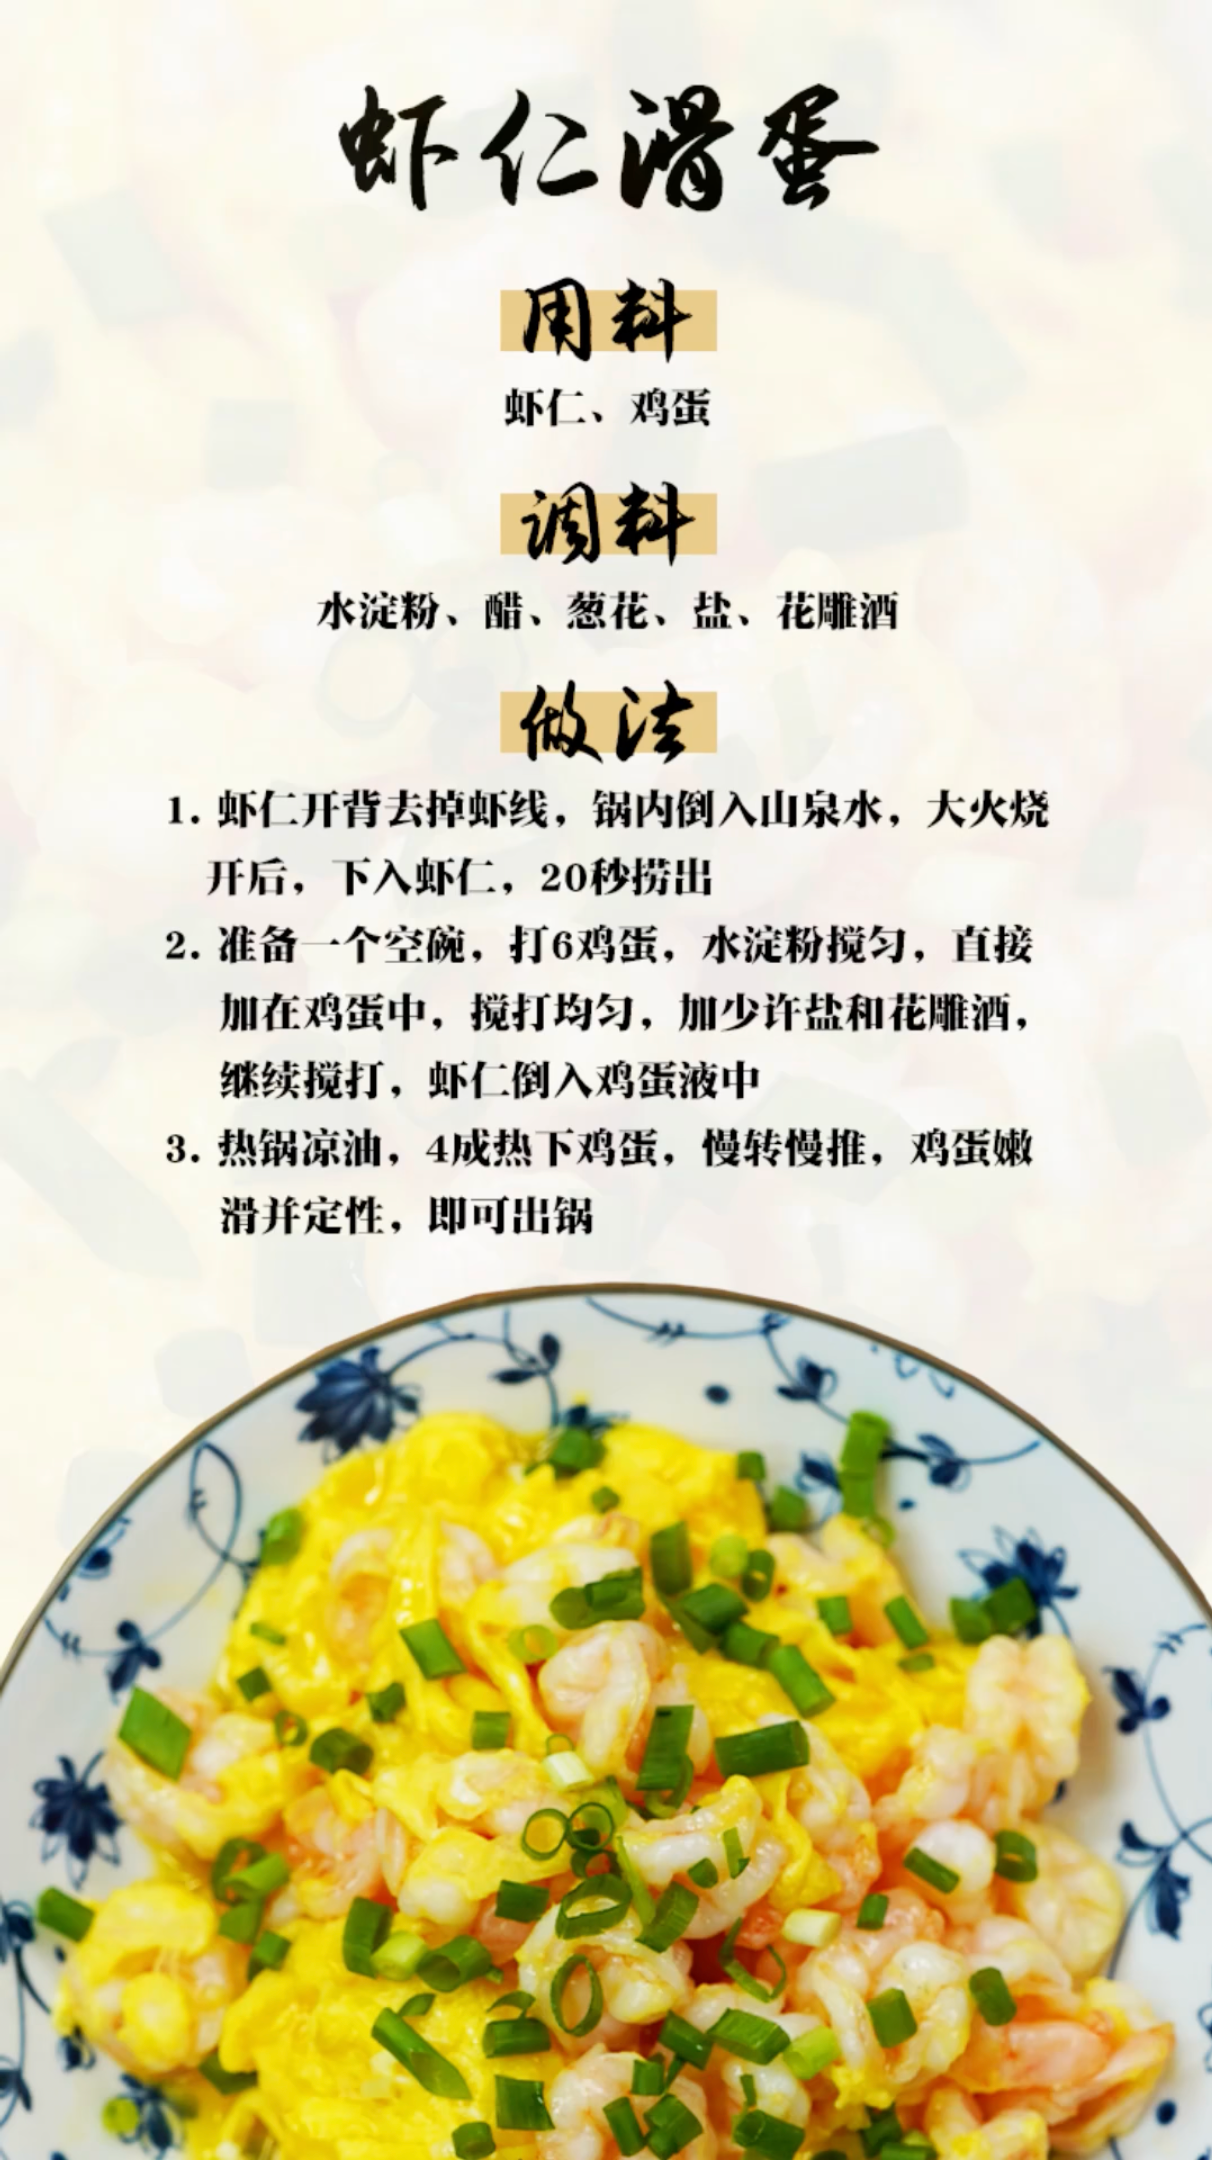 虾仁滑蛋
用料
虾仁、鸡蛋
调料
水淀粉、醋、葱花、盐、花雕酒
做法
1. 虾仁开背去掉虾线，锅内倒入山泉水，大火烧
开后，下入虾仁，20秒捞出
2. 准备一个空碗，打6鸡蛋，水淀粉搅匀，直接
加在鸡蛋中，搅打均匀，加少许盐和花雕酒，
继续搅打，虾仁倒入鸡蛋液中
3. 热锅凉油，4成热下鸡蛋，慢转慢推，鸡蛋嫩
滑并定性，即可出锅